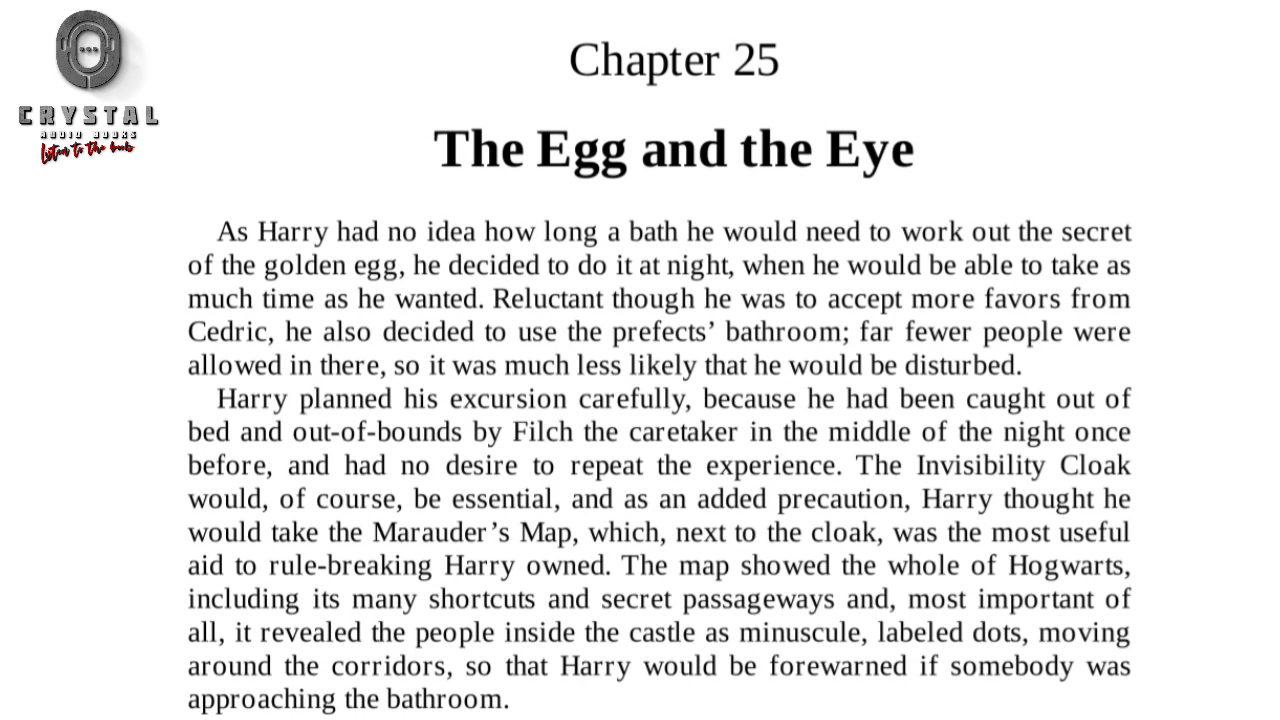 CRYSTAL
AUDIO BOOKS
Listen to the book
Chapter 25
The Egg and the Eye
As Harry had no idea how long a bath he would need to work out the secret
of the golden egg, he decided to do it at night, when he would be able to take as
much time as he wanted. Reluctant though he was to accept more favors from
Cedric, he also decided to use the prefects’ bathroom; far fewer people were
allowed in there, so it was much less likely that he would be disturbed.
Harry planned his excursion carefully, because he had been caught out of
bed and out-of-bounds by Filch the caretaker in the middle of the night once
before, and had no desire to repeat the experience. The Invisibility Cloak
would, of course, be essential, and as an added precaution, Harry thought he
would take the Marauder’s Map, which, next to the cloak, was the most useful
aid to rule-breaking Harry owned. The map showed the whole of Hogwarts,
including its many shortcuts and secret passageways and, most important of
all, it revealed the people inside the castle as minuscule, labeled dots, moving
around the corridors, so that Harry would be forewarned if somebody was
approaching the bathroom.